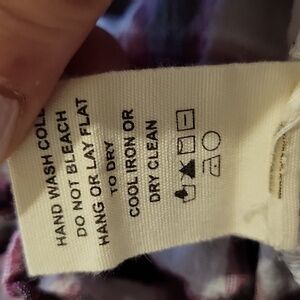 HAND WASH COLD
DO NOT BLEACH
HANG OR LAY FLAT
TO DRY
COOL IRON OR
DRY CLEAN